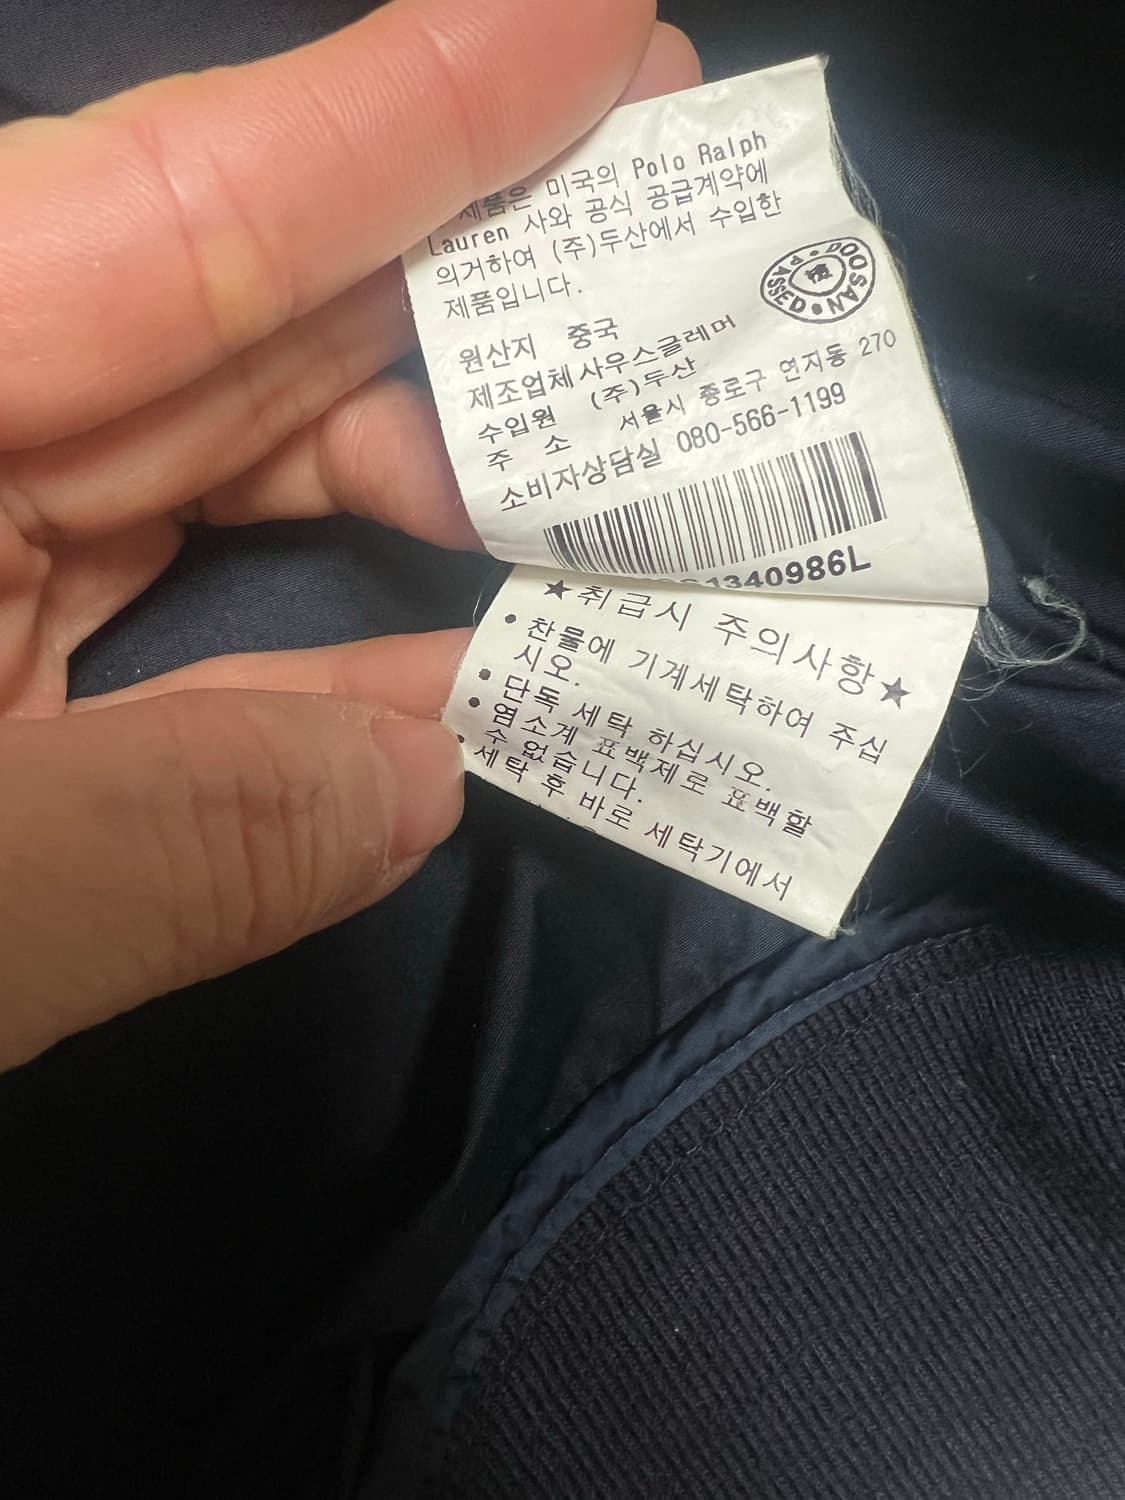 제품은 미국의 Polo Ralph
Lauren 사와 공식 공급계약에
의거하여 (주)두산에서 수입한
제품입니다.
DOOSAN PASSED
원산지 중국
제조업체 사우스글레머
수입원 (주)두산
주 소 서울시 종로구 연지동 270
소비자상담실 080-566-1199
1340986L
★취급시 주의사항★
• 찬물에 기계세탁하여 주십
시오.
• 단독 세탁 하십시오.
• 염소계 표백제로 표백할
수 없습니다.
• 세탁 후 바로 세탁기에서